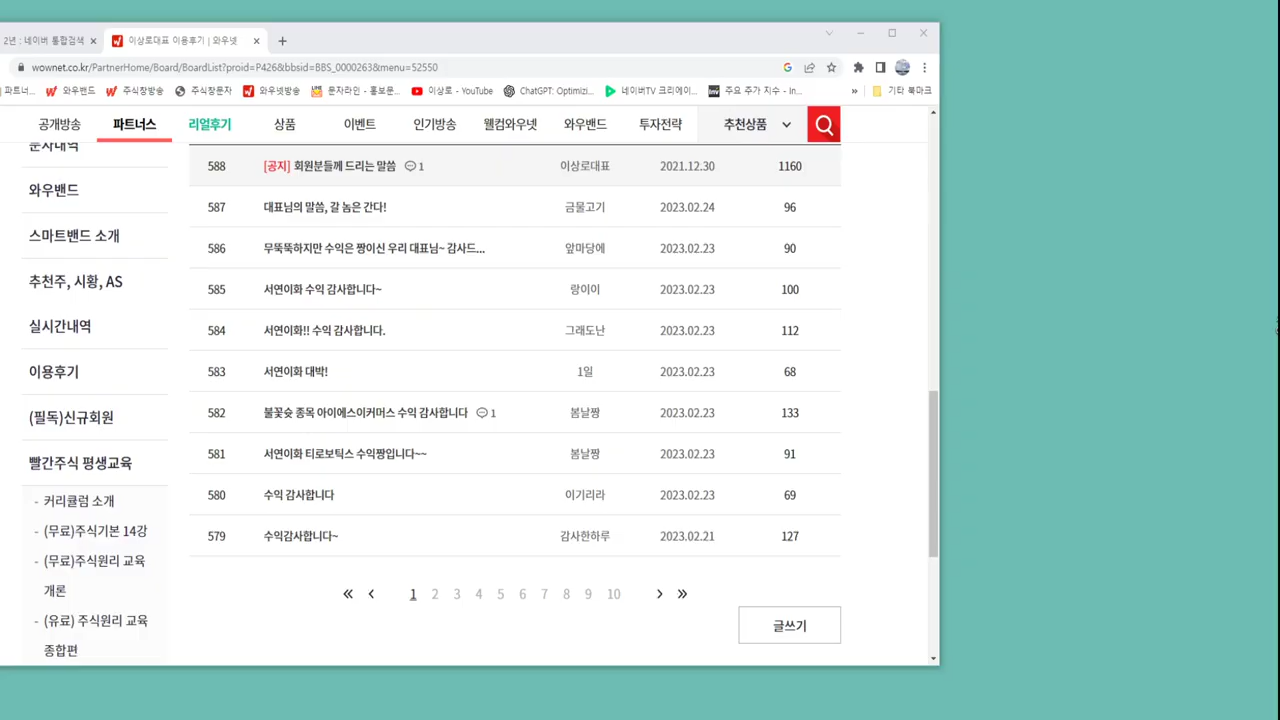 2년 : 네이버 통합검색
이상로대표 이용후기 | 와우넷
wownet.co.kr/PartnerHome/Board/BoardList?proid=P426&bbsid=BBS_0000263&menu=52550
파트너... 와우밴드 주식창방송 주식창문자 와우넷방송 문자라인 - 홍보문... 이상로 - YouTube ChatGPT: Optimizi... 네이버TV 크리에이... 주요 주가 지수 - In... » 기타 북마크
공개방송 파트너스 리얼후기 상품 이벤트 인기방송 웰컴와우넷 와우밴드 투자전략 추천상품
문자내역
와우밴드
스마트밴드 소개
추천주, 시황, AS
실시간내역
이용후기
(필독)신규회원
빨간주식 평생교육
- 커리큘럼 소개
- (무료)주식기본 14강
- (무료)주식원리 교육
개론
- (유료) 주식원리 교육
종합편
588 [공지] 회원분들께 드리는 말씀 1 이상로대표 2021.12.30 1160
587 대표님의 말씀, 갈 놈은 간다! 금물고기 2023.02.24 96
586 무뚝뚝하지만 수익은 짱이신 우리 대표님~ 감사드... 앞마당에 2023.02.23 90
585 서연이화 수익 감사합니다~ 랑이이 2023.02.23 100
584 서연이화!! 수익 감사합니다. 그래도난 2023.02.23 112
583 서연이화 대박! 1일 2023.02.23 68
582 불꽃슛 종목 아이에스이커머스 수익 감사합니다 1 봄날짱 2023.02.23 133
581 서연이화 티로보틱스 수익짱입니다~~ 봄날짱 2023.02.23 91
580 수익 감사합니다 이기리라 2023.02.23 69
579 수익감사합니다~ 감사한하루 2023.02.21 127
« ‹ 1 2 3 4 5 6 7 8 9 10 › »
글쓰기